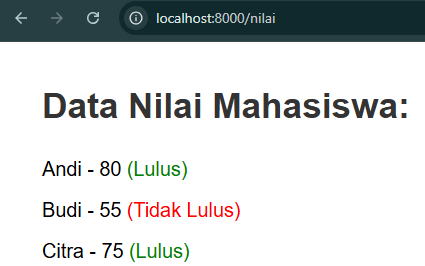 localhost:8000/nilai
Data Nilai Mahasiswa:
Andi - 80 (Lulus)
Budi - 55 (Tidak Lulus)
Citra - 75 (Lulus)